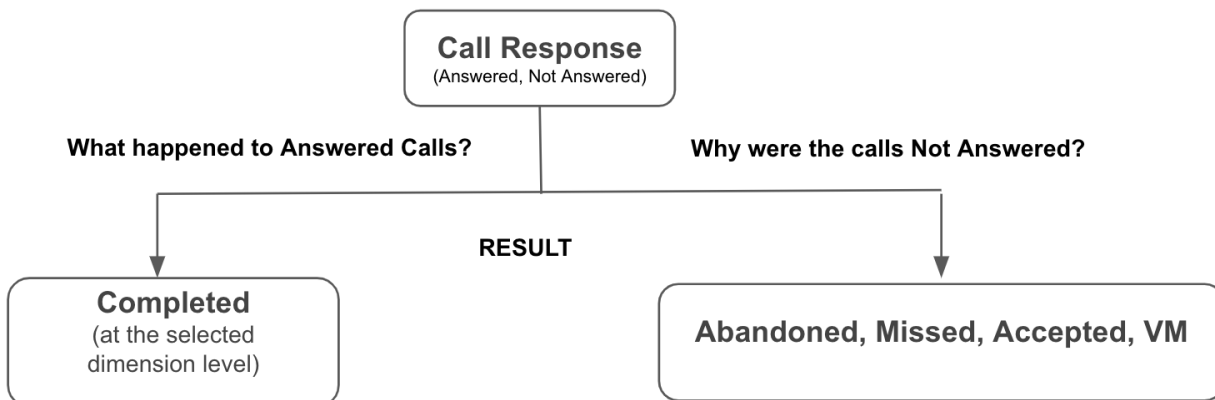 Call Response
(Answered, Not Answered)
What happened to Answered Calls?
Why were the calls Not Answered?
RESULT
Completed
(at the selected
dimension level)
Abandoned, Missed, Accepted, VM